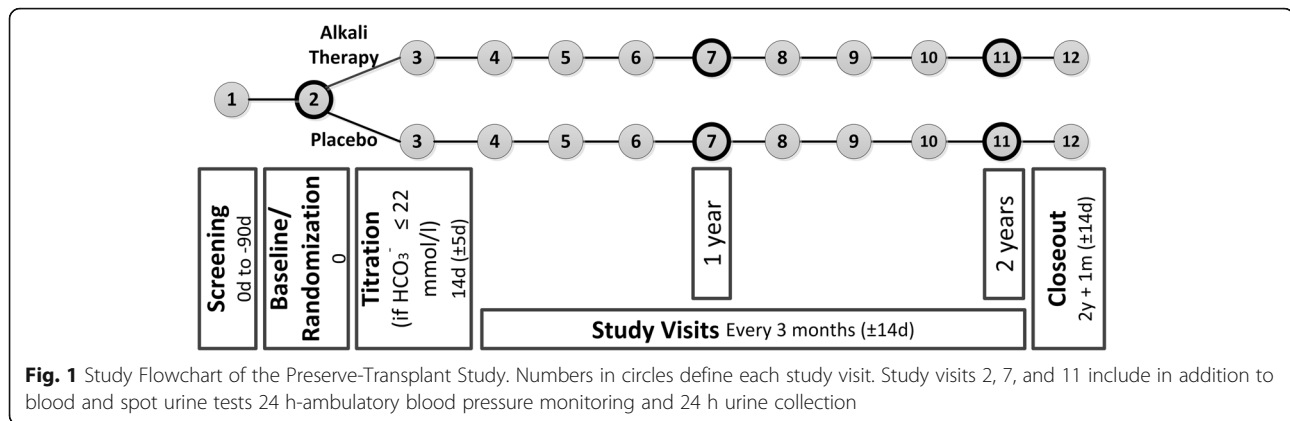 Alkali
Therapy
3 4 5 6 7 8 9 10 11 12
1 2
Placebo
3 4 5 6 7 8 9 10 11 12
Screening
0d to -90d
Baseline/
Randomization
0
Titration
(if HCO₃⁻ ≤ 22
mmol/l)
14d (±5d)
1 year
2 years
Closeout
2y + 1m (±14d)
Study Visits Every 3 months (±14d)
Fig. 1 Study Flowchart of the Preserve-Transplant Study. Numbers in circles define each study visit. Study visits 2, 7, and 11 include in addition to
blood and spot urine tests 24 h-ambulatory blood pressure monitoring and 24 h urine collection